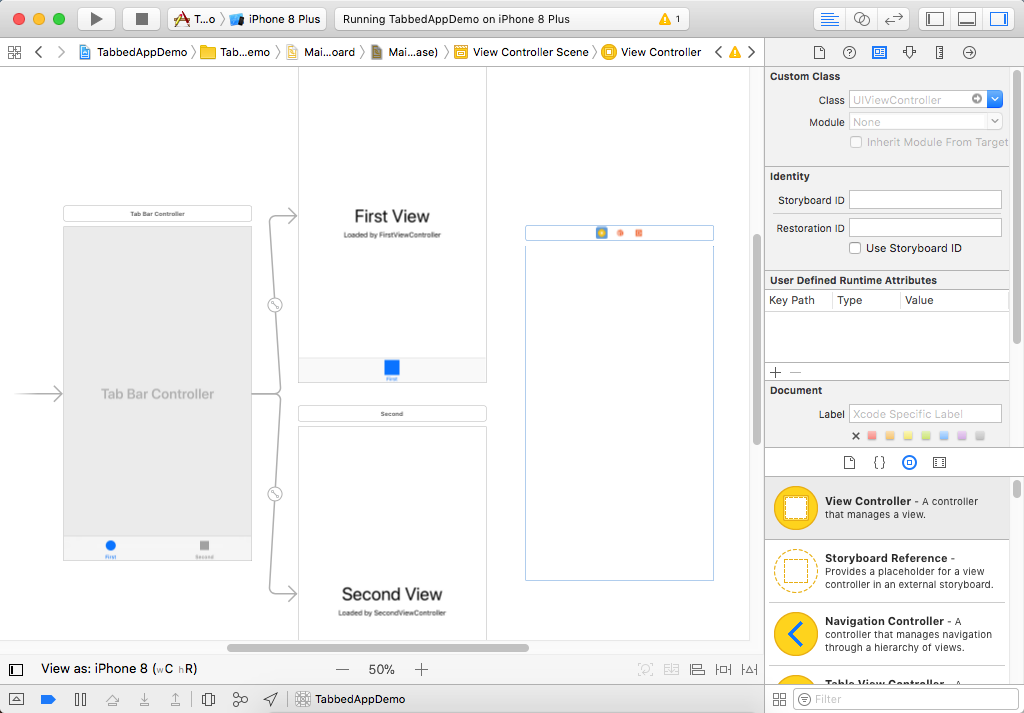 T...o
iPhone 8 Plus
Running TabbedAppDemo on iPhone 8 Plus
1
TabbedAppDemo
Tab...emo
Mai...oard
Mai...ase)
View Controller Scene
View Controller
Tab Bar Controller
Tab Bar Controller
First
Second
First View
Loaded by FirstViewController
First
Second
Second View
Loaded by SecondViewController
View as: iPhone 8 (wC hR)
50%
TabbedAppDemo
Custom Class
Class UIViewController
Module None
Inherit Module From Target
Identity
Storyboard ID
Restoration ID
Use Storyboard ID
User Defined Runtime Attributes
Key Path Type Value
Document
Label Xcode Specific Label
View Controller - A controller
that manages a view.
Storyboard Reference -
Provides a placeholder for a view
controller in an external storyboard.
Navigation Controller - A
controller that manages navigation
through a hierarchy of views.
Table View Controller - A
Filter